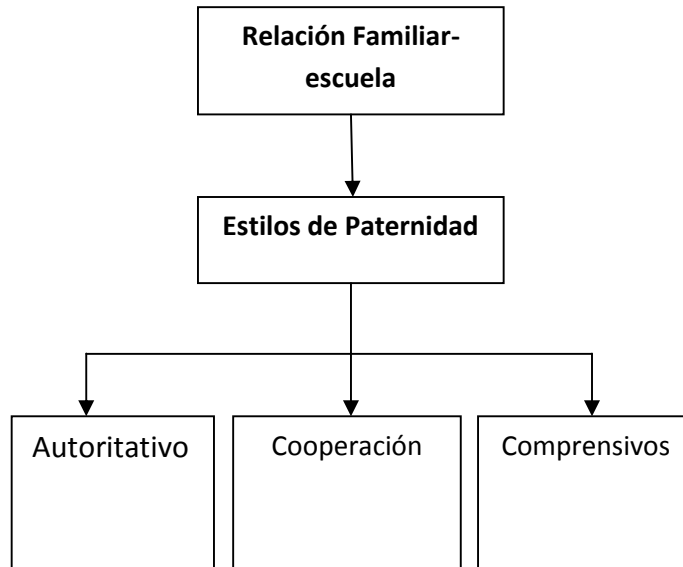 Relación Familiar-
escuela
Estilos de Paternidad
Autoritativo
Cooperación
Comprensivos